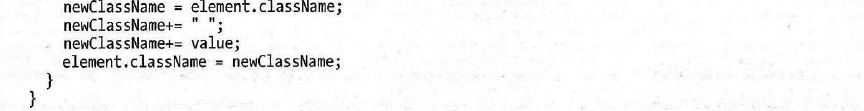 newClassName = element.className;
newClassName+= " ";
newClassName+= value;
element.className = newClassName;
}
}